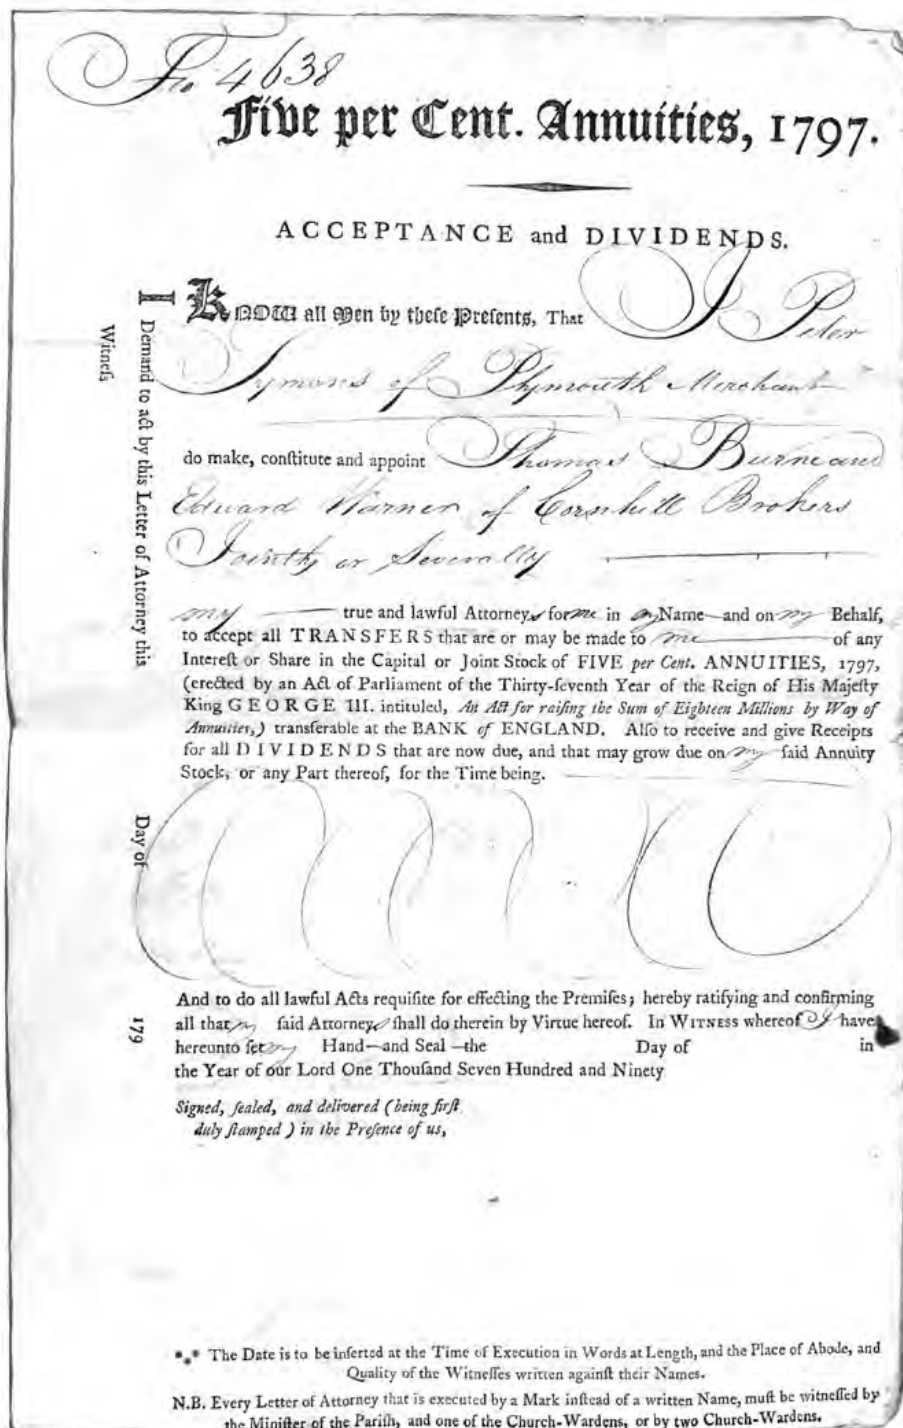 Fo 4638
Five per Cent. Annuities, 1797.
ACCEPTANCE and DIVIDENDS.
KNOW all Men by theſe Preſents, That I Peter
Symons of Plymouth Merchant
do make, conſtitute and appoint Thomas Burne and
Edward Warner of Cornhill Brokers
Jointly or Severally
my true and lawful Attorneys for me in my Name and on my Behalf,
to accept all TRANSFERS that are or may be made to me of any
Intereſt or Share in the Capital or Joint Stock of FIVE per Cent. ANNUITIES, 1797,
(erected by an Act of Parliament of the Thirty-ſeventh Year of the Reign of His Majeſty
King GEORGE III. intituled, An Act for raiſing the Sum of Eighteen Millions by Way of
Annuities,) transferable at the BANK of ENGLAND. Alſo to receive and give Receipts
for all DIVIDENDS that are now due, and that may grow due on my ſaid Annuity
Stock, or any Part thereof, for the Time being.
And to do all lawful Acts requiſite for effecting the Premiſes; hereby ratifying and confirming
all that my ſaid Attorneys ſhall do therein by Virtue hereof. In WITNESS whereof I have
hereunto ſet my Hand—and Seal—the Day of in
the Year of our Lord One Thouſand Seven Hundred and Ninety
Signed, ſealed, and delivered (being firſt
duly ſtamped) in the Preſence of us,
*⁎* The Date is to be inſerted at the Time of Execution in Words at Length, and the Place of Abode, and
Quality of the Witneſſes written againſt their Names.
N.B. Every Letter of Attorney that is executed by a Mark inſtead of a written Name, muſt be witneſſed by
the Miniſter of the Pariſh, and one of the Church-Wardens, or by two Church-Wardens.
I Demand to act by this Letter of Attorney this Day of 179
Witneſs